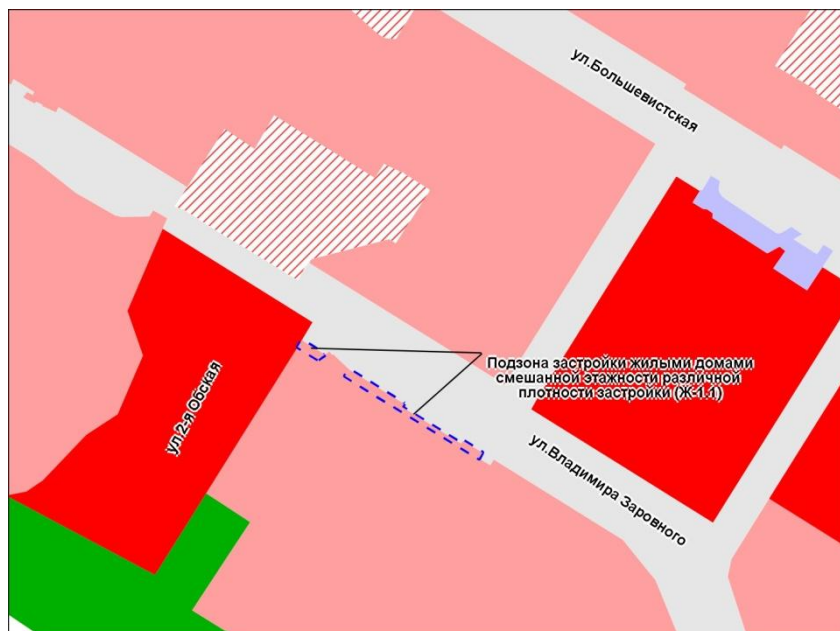 ул.Большевистская
Подзона застройки жилыми домами
смешанной этажности различной
плотности застройки (Ж-1.1)
ул.2-я Обская
ул.Владимира Заровного